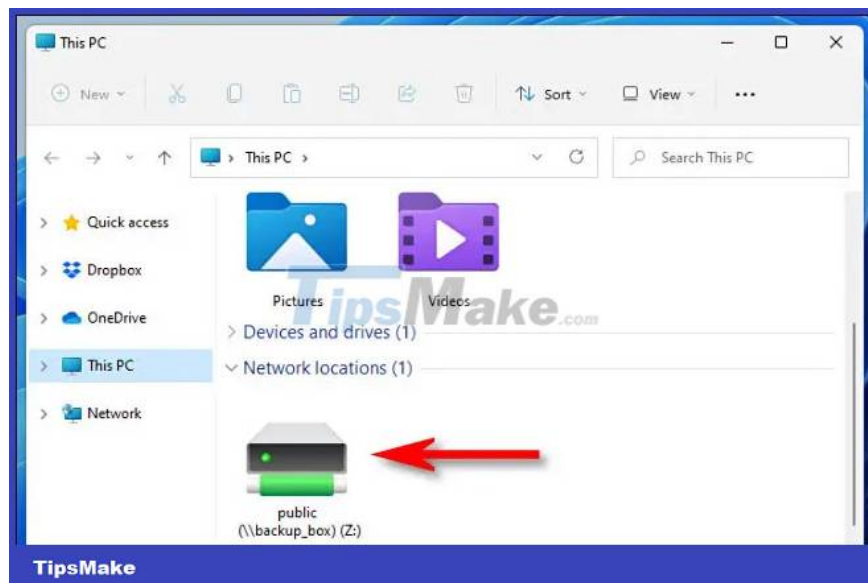 This PC
New
Sort
View
This PC
Search This PC
Quick access
Dropbox
OneDrive
This PC
Network
Pictures
Videos
TipsMake.com
Devices and drives (1)
Network locations (1)
public
(\\backup_box) (Z:)
TipsMake